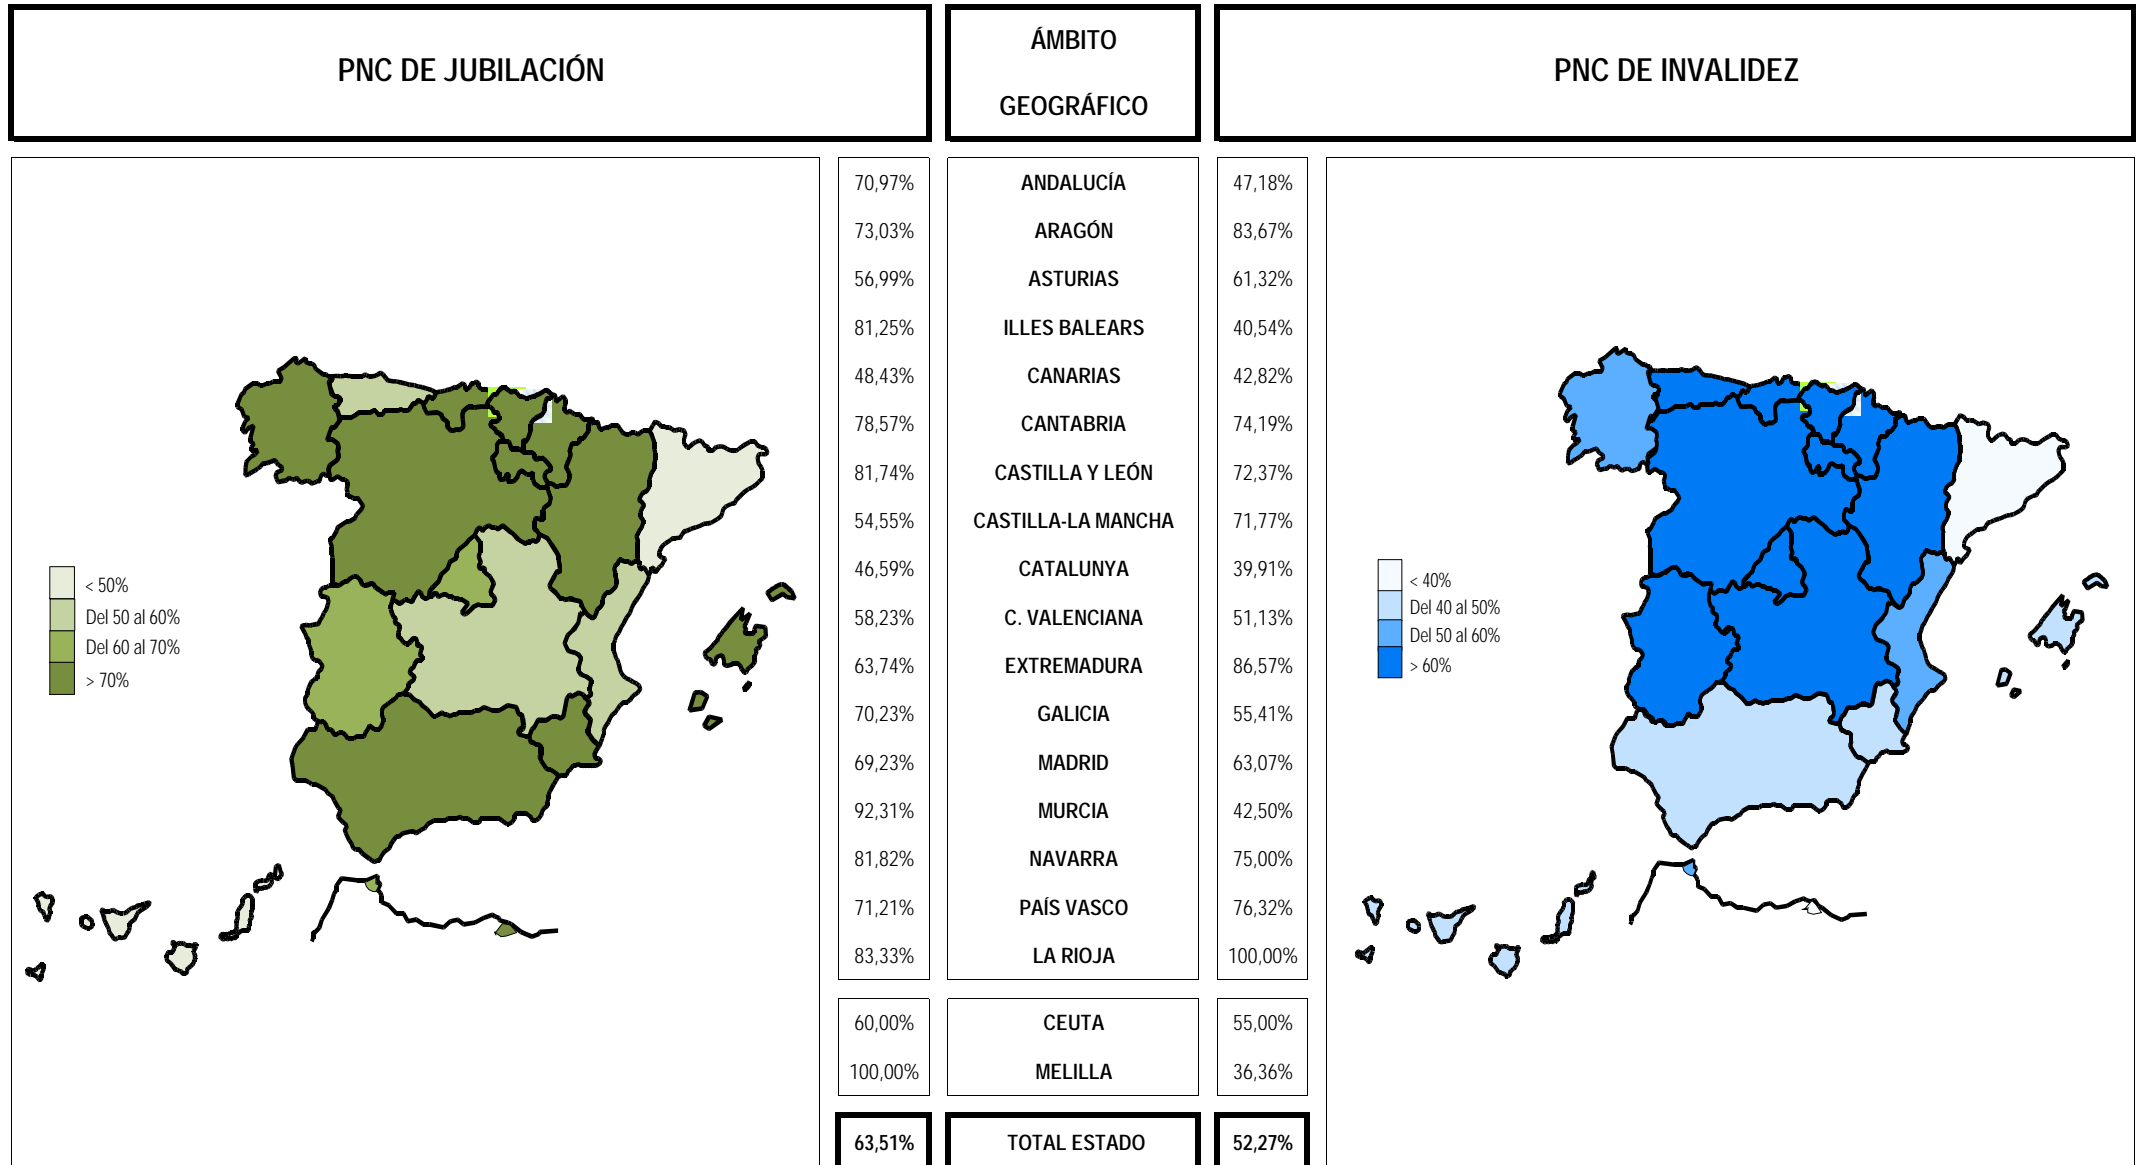 PNC DE JUBILACIÓN
ÁMBITO
GEOGRÁFICO
PNC DE INVALIDEZ
70,97% ANDALUCÍA 47,18%
73,03% ARAGÓN 83,67%
56,99% ASTURIAS 61,32%
81,25% ILLES BALEARS 40,54%
48,43% CANARIAS 42,82%
78,57% CANTABRIA 74,19%
81,74% CASTILLA Y LEÓN 72,37%
54,55% CASTILLA-LA MANCHA 71,77%
46,59% CATALUNYA 39,91%
58,23% C. VALENCIANA 51,13%
63,74% EXTREMADURA 86,57%
70,23% GALICIA 55,41%
69,23% MADRID 63,07%
92,31% MURCIA 42,50%
81,82% NAVARRA 75,00%
71,21% PAÍS VASCO 76,32%
83,33% LA RIOJA 100,00%
60,00% CEUTA 55,00%
100,00% MELILLA 36,36%
63,51% TOTAL ESTADO 52,27%
< 50%
Del 50 al 60%
Del 60 al 70%
> 70%
< 40%
Del 40 al 50%
Del 50 al 60%
> 60%